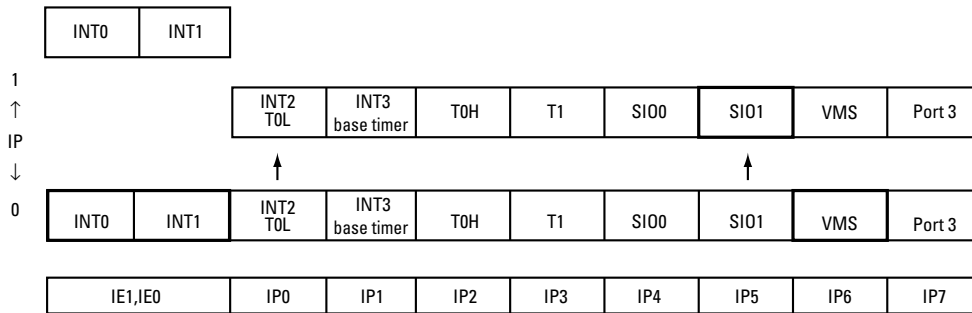 INT0 INT1
1
↑
IP
↓
0
INT2 T0L INT3 base timer T0H T1 SIO0 SIO1 VMS Port 3
↑ ↑
INT0 INT1 INT2 T0L INT3 base timer T0H T1 SIO0 SIO1 VMS Port 3
IE1,IE0 IP0 IP1 IP2 IP3 IP4 IP5 IP6 IP7